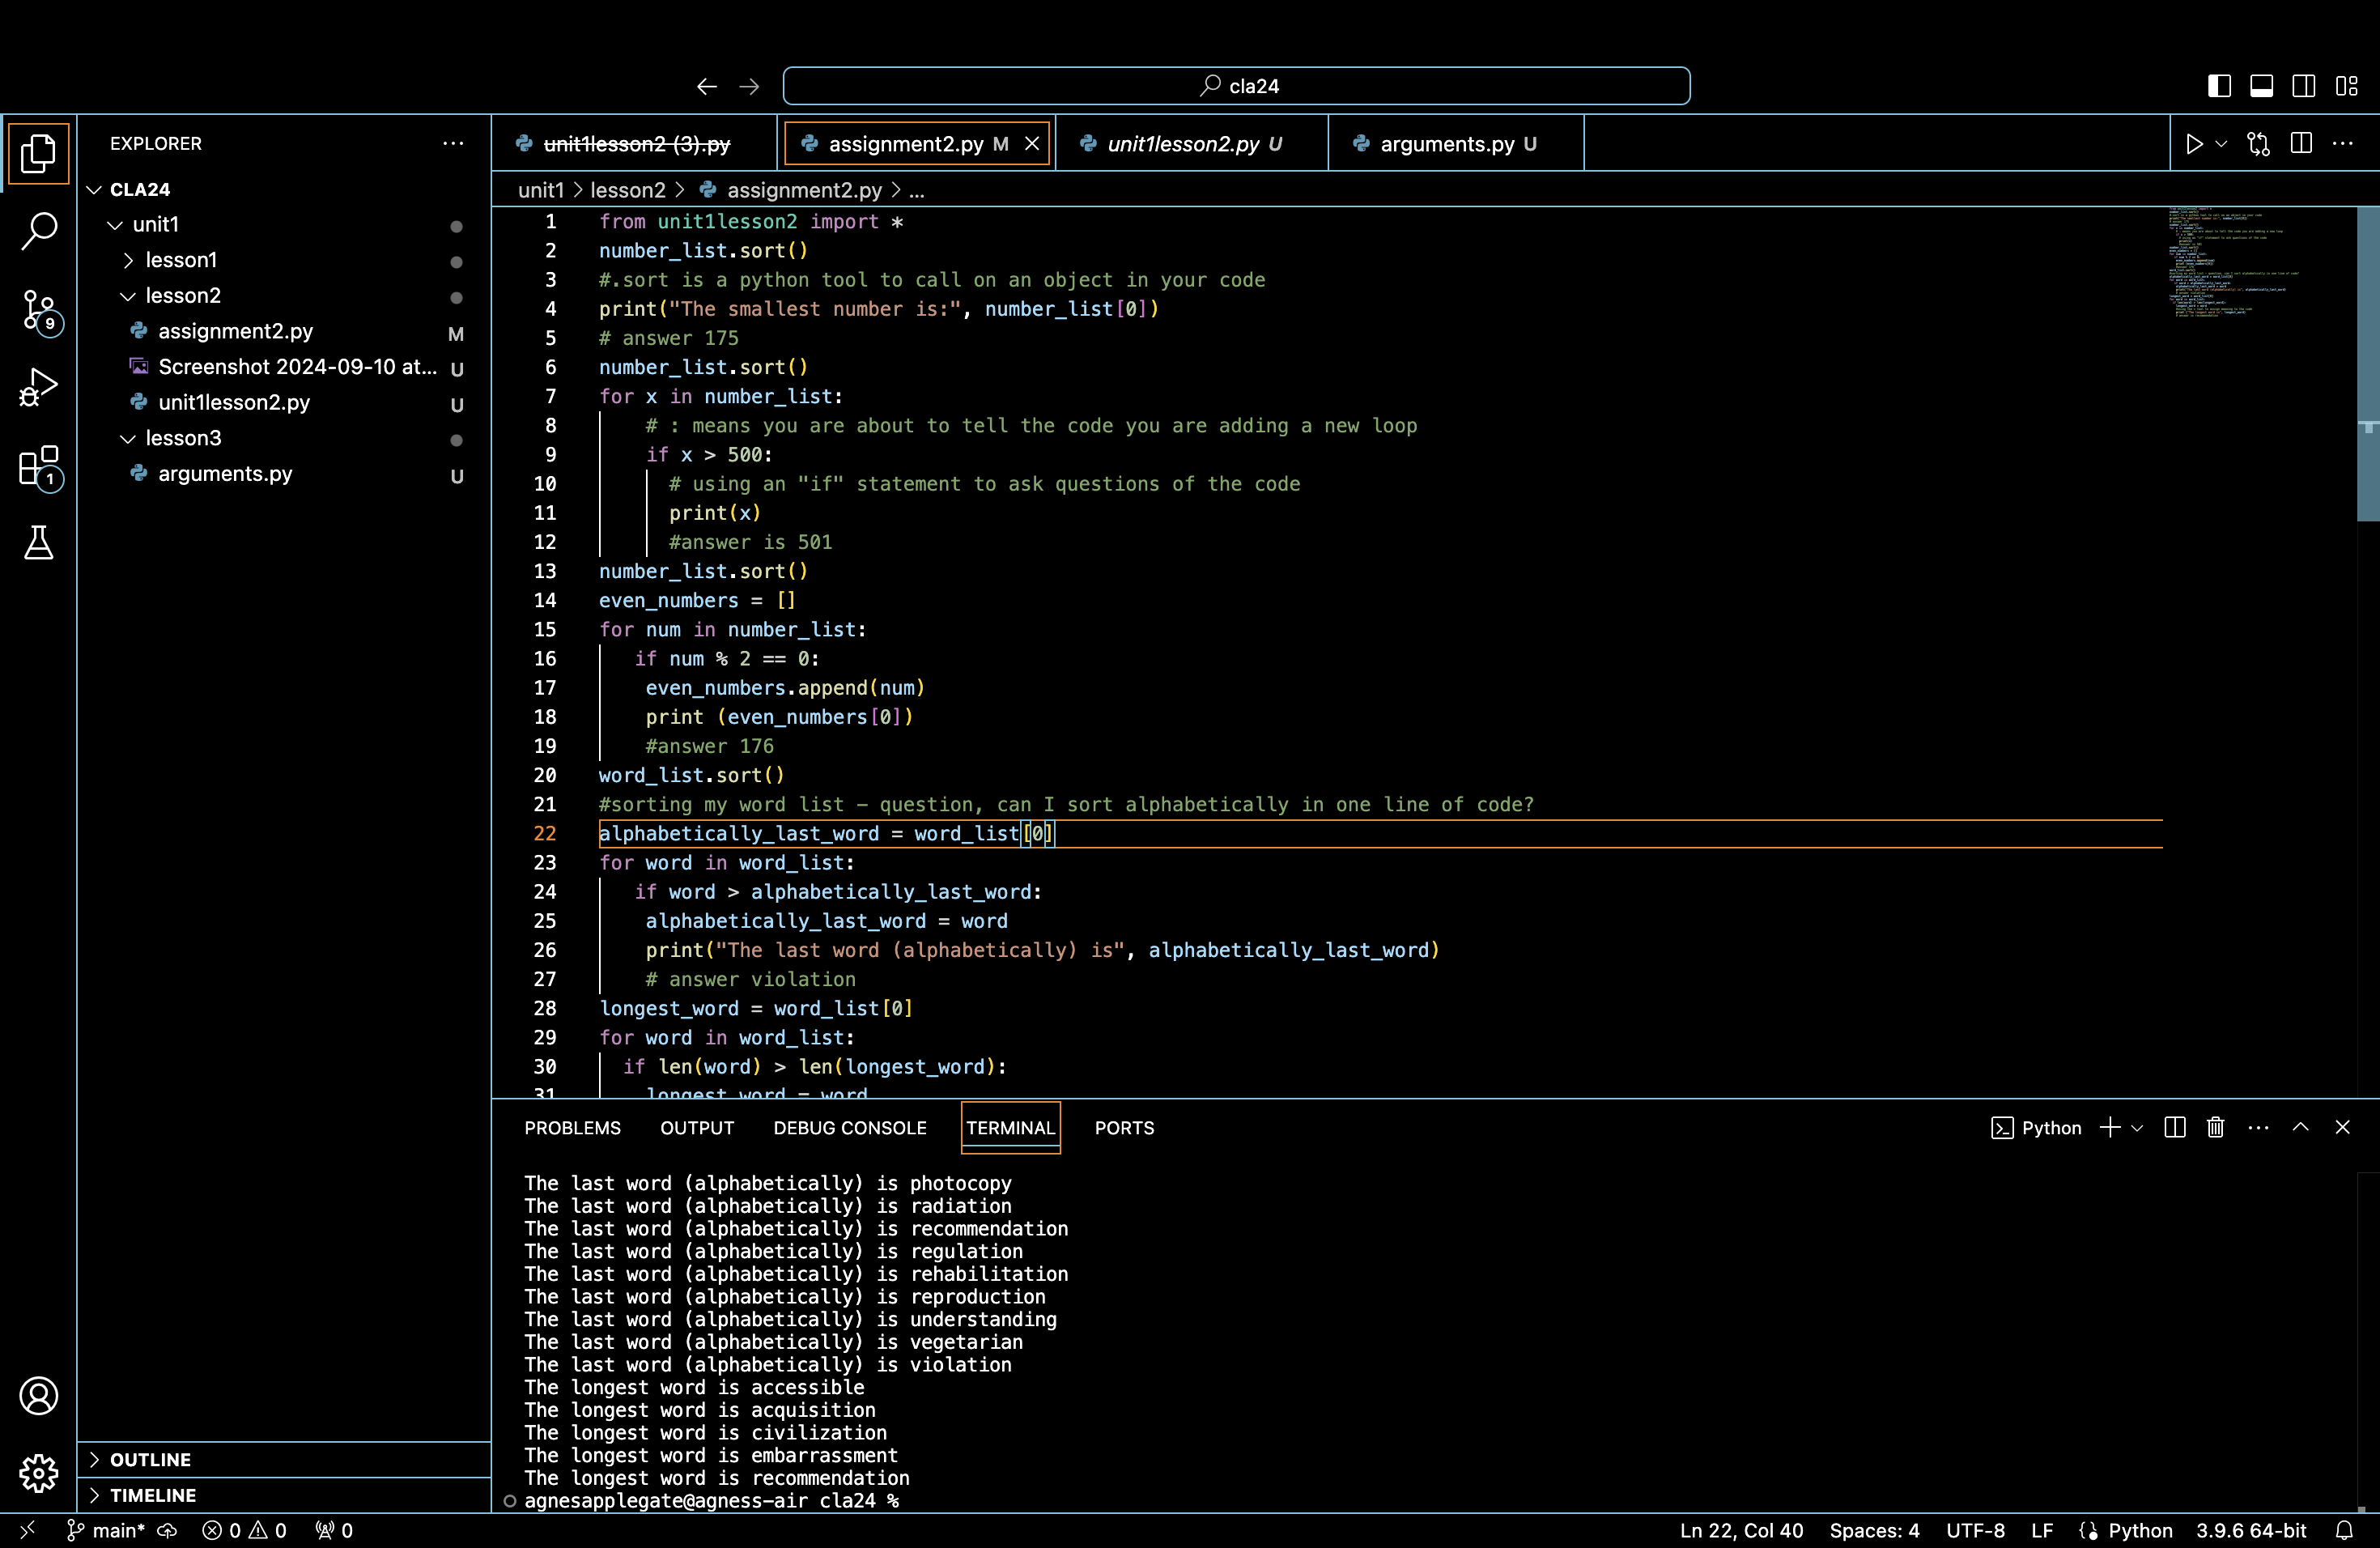 cla24
EXPLORER
CLA24
unit1
lesson1
lesson2
assignment2.py M
Screenshot 2024-09-10 at... U
unit1lesson2.py U
lesson3
arguments.py U
OUTLINE
TIMELINE
9
1
unit1lesson2 (3).py
assignment2.py M
unit1lesson2.py U
arguments.py U
unit1 > lesson2 > assignment2.py > ...
1 from unit1lesson2 import *
2 number_list.sort()
3 #.sort is a python tool to call on an object in your code
4 print("The smallest number is:", number_list[0])
5 # answer 175
6 number_list.sort()
7 for x in number_list:
8 # : means you are about to tell the code you are adding a new loop
9 if x > 500:
10 # using an "if" statement to ask questions of the code
11 print(x)
12 #answer is 501
13 number_list.sort()
14 even_numbers = []
15 for num in number_list:
16 if num % 2 == 0:
17 even_numbers.append(num)
18 print (even_numbers[0])
19 #answer 176
20 word_list.sort()
21 #sorting my word list – question, can I sort alphabetically in one line of code?
22 alphabetically_last_word = word_list[0]
23 for word in word_list:
24 if word > alphabetically_last_word:
25 alphabetically_last_word = word
26 print("The last word (alphabetically) is", alphabetically_last_word)
27 # answer violation
28 longest_word = word_list[0]
29 for word in word_list:
30 if len(word) > len(longest_word):
31 longest_word = word
PROBLEMS OUTPUT DEBUG CONSOLE TERMINAL PORTS
Python
The last word (alphabetically) is photocopy
The last word (alphabetically) is radiation
The last word (alphabetically) is recommendation
The last word (alphabetically) is regulation
The last word (alphabetically) is rehabilitation
The last word (alphabetically) is reproduction
The last word (alphabetically) is understanding
The last word (alphabetically) is vegetarian
The last word (alphabetically) is violation
The longest word is accessible
The longest word is acquisition
The longest word is civilization
The longest word is embarrassment
The longest word is recommendation
agnesapplegate@agness-air cla24 %
main* 0 0 0 Ln 22, Col 40 Spaces: 4 UTF-8 LF Python 3.9.6 64-bit